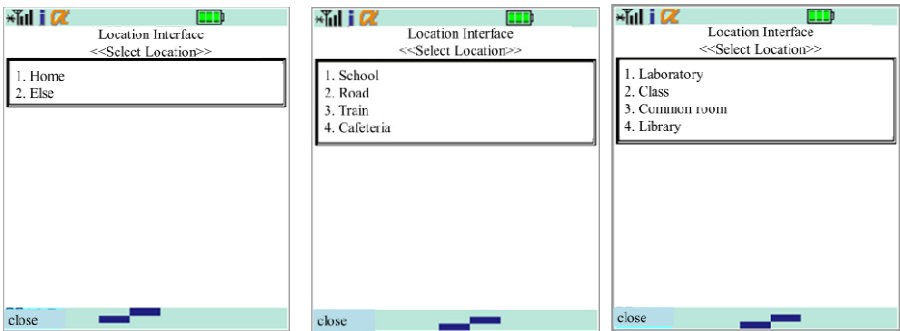 Location Interface
<<Select Location>>
1. Home
2. Else
close
Location Interface
<<Select Location>>
1. School
2. Road
3. Train
4. Cafeteria
close
Location Interface
<<Select Location>>
1. Laboratory
2. Class
3. Common room
4. Library
close